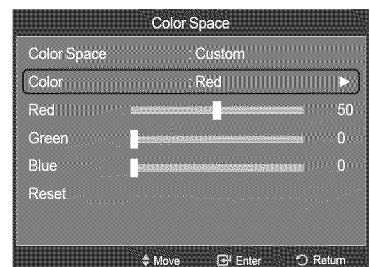 Color Space
Color Space : Custom
Color : Red
Red 50
Green 0
Blue 0
Reset
Move Enter Return